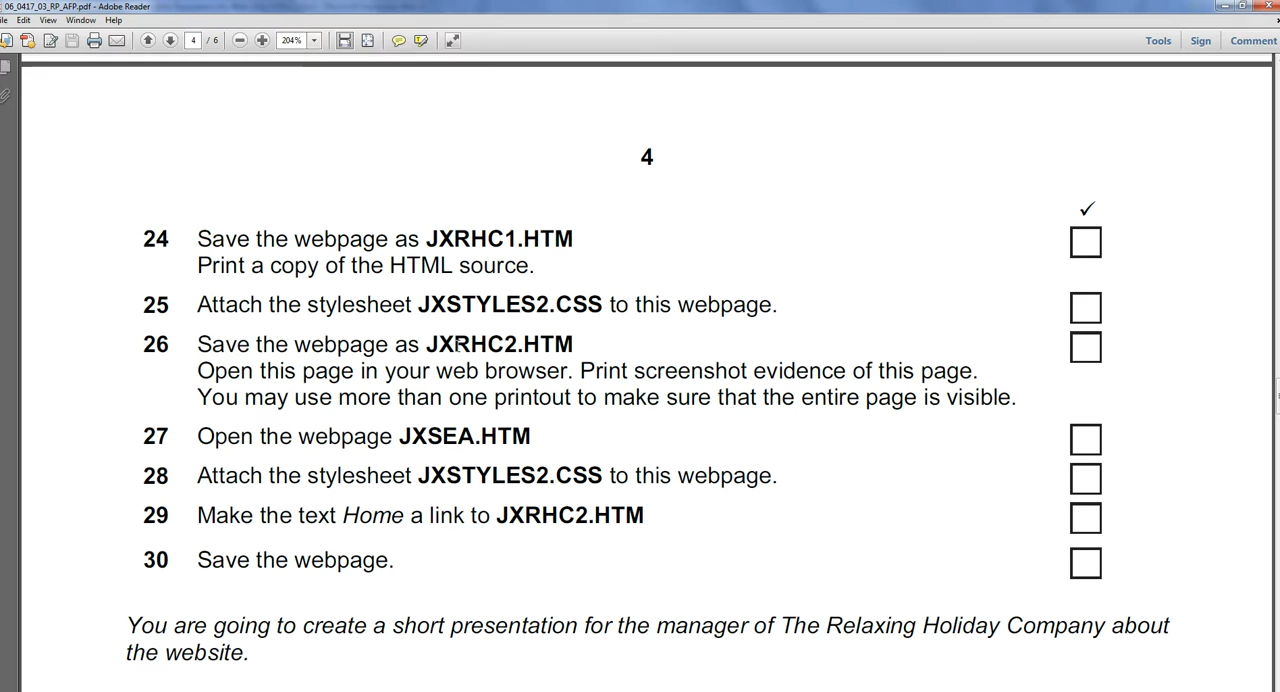 06_0417_03_RP_AFP.pdf - Adobe Reader
Edit View Window Help
4 / 6 204% Tools Sign Comment
4
✓
24 Save the webpage as JXRHC1.HTM
Print a copy of the HTML source.
25 Attach the stylesheet JXSTYLES2.CSS to this webpage.
26 Save the webpage as JXRHC2.HTM
Open this page in your web browser. Print screenshot evidence of this page.
You may use more than one printout to make sure that the entire page is visible.
27 Open the webpage JXSEA.HTM
28 Attach the stylesheet JXSTYLES2.CSS to this webpage.
29 Make the text Home a link to JXRHC2.HTM
30 Save the webpage.
You are going to create a short presentation for the manager of The Relaxing Holiday Company about
the website.